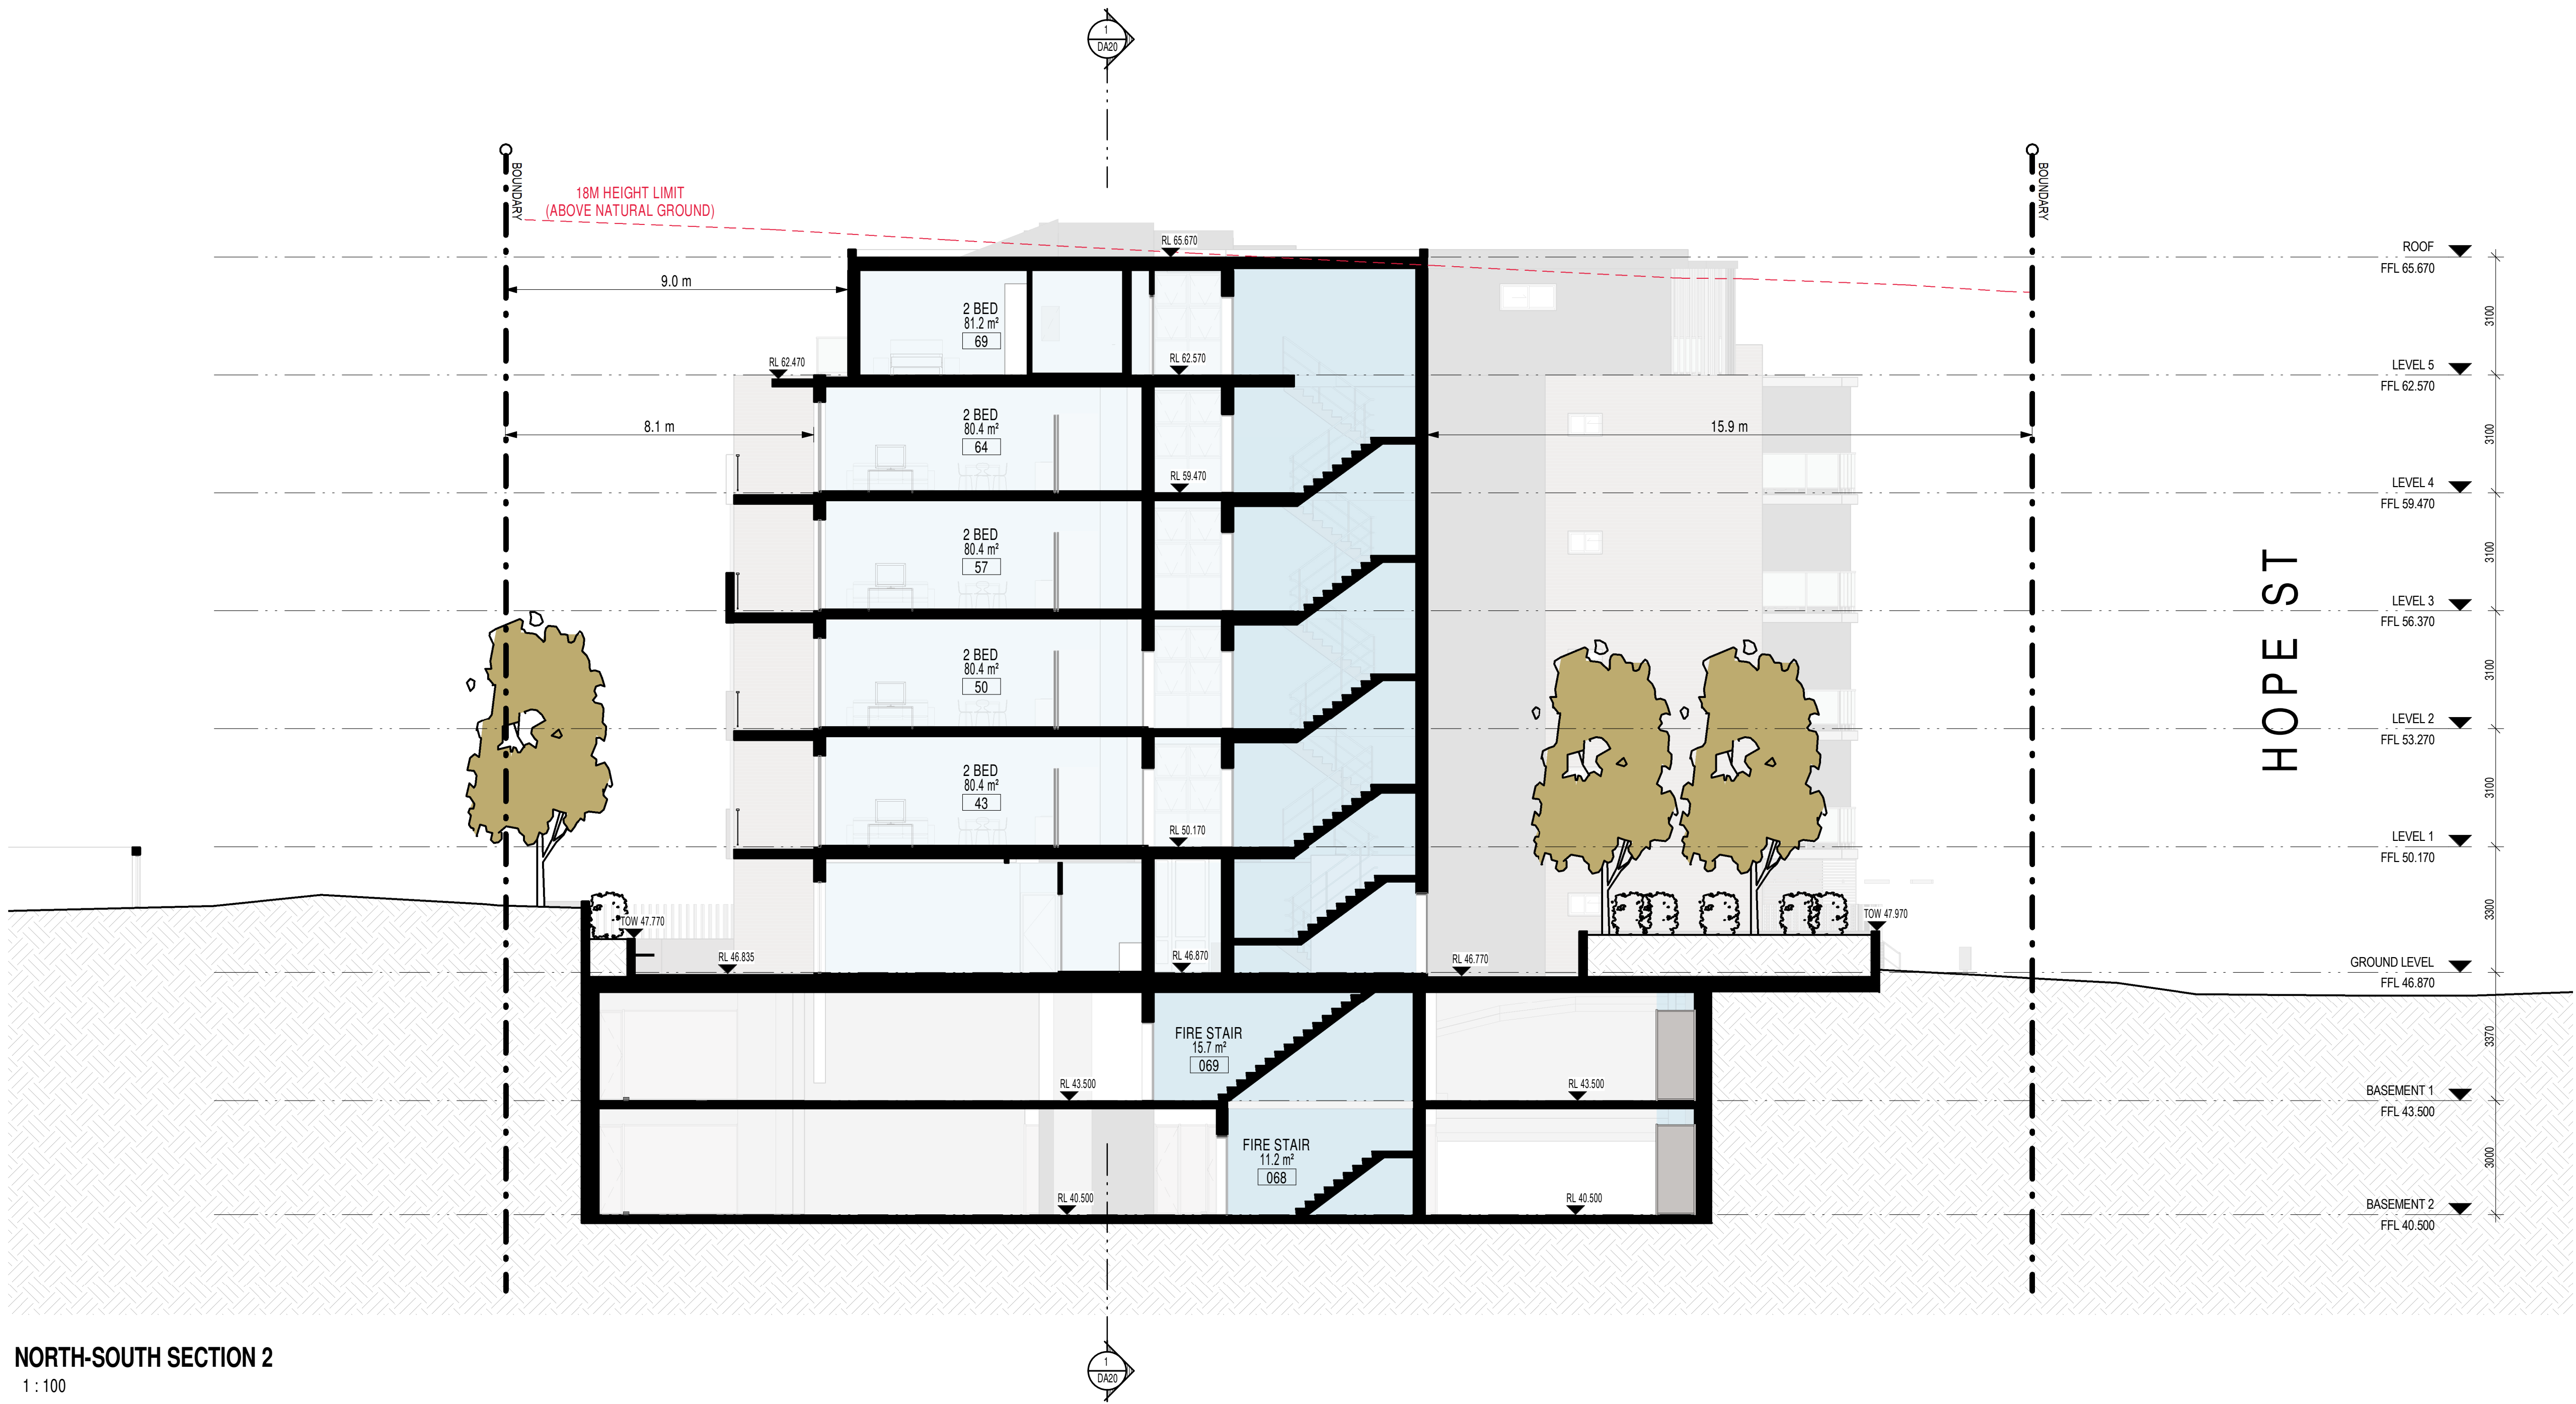 1
DA20
BOUNDARY
BOUNDARY
18M HEIGHT LIMIT
(ABOVE NATURAL GROUND)
RL 65.670
ROOF
FFL 65.670
9.0 m
2 BED
81.2 m²
69
3100
RL 62.470
RL 62.570
LEVEL 5
FFL 62.570
8.1 m
2 BED
80.4 m²
64
15.9 m
3100
RL 59.470
LEVEL 4
FFL 59.470
2 BED
80.4 m²
57
3100
HOPE ST
LEVEL 3
FFL 56.370
2 BED
80.4 m²
50
3100
LEVEL 2
FFL 53.270
2 BED
80.4 m²
43
3100
RL 50.170
LEVEL 1
FFL 50.170
TOW 47.770
TOW 47.970
3300
RL 46.835
RL 46.870
RL 46.770
GROUND LEVEL
FFL 46.870
FIRE STAIR
15.7 m²
069
3370
RL 43.500
RL 43.500
BASEMENT 1
FFL 43.500
FIRE STAIR
11.2 m²
068
3000
RL 40.500
RL 40.500
BASEMENT 2
FFL 40.500
1
DA20
NORTH-SOUTH SECTION 2
1 : 100